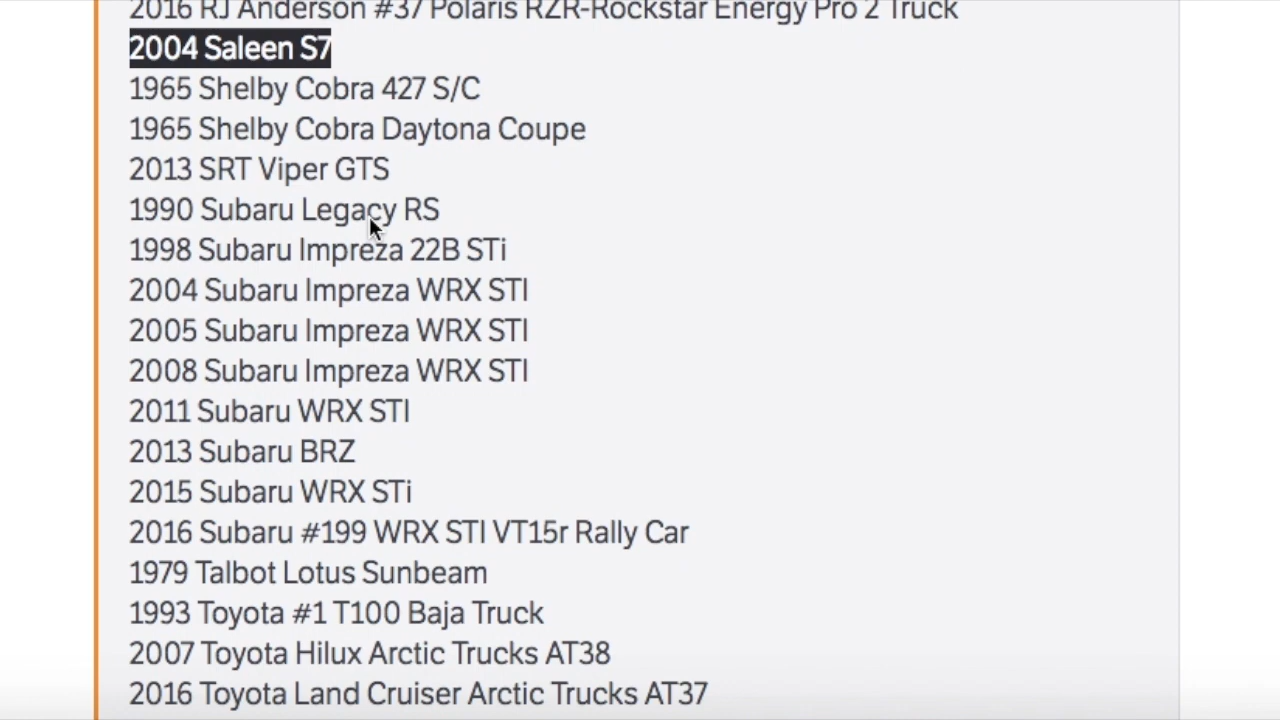 2016 RJ Anderson #37 Polaris RZR-Rockstar Energy Pro 2 Truck
2004 Saleen S7
1965 Shelby Cobra 427 S/C
1965 Shelby Cobra Daytona Coupe
2013 SRT Viper GTS
1990 Subaru Legacy RS
1998 Subaru Impreza 22B STi
2004 Subaru Impreza WRX STI
2005 Subaru Impreza WRX STI
2008 Subaru Impreza WRX STI
2011 Subaru WRX STI
2013 Subaru BRZ
2015 Subaru WRX STi
2016 Subaru #199 WRX STI VT15r Rally Car
1979 Talbot Lotus Sunbeam
1993 Toyota #1 T100 Baja Truck
2007 Toyota Hilux Arctic Trucks AT38
2016 Toyota Land Cruiser Arctic Trucks AT37